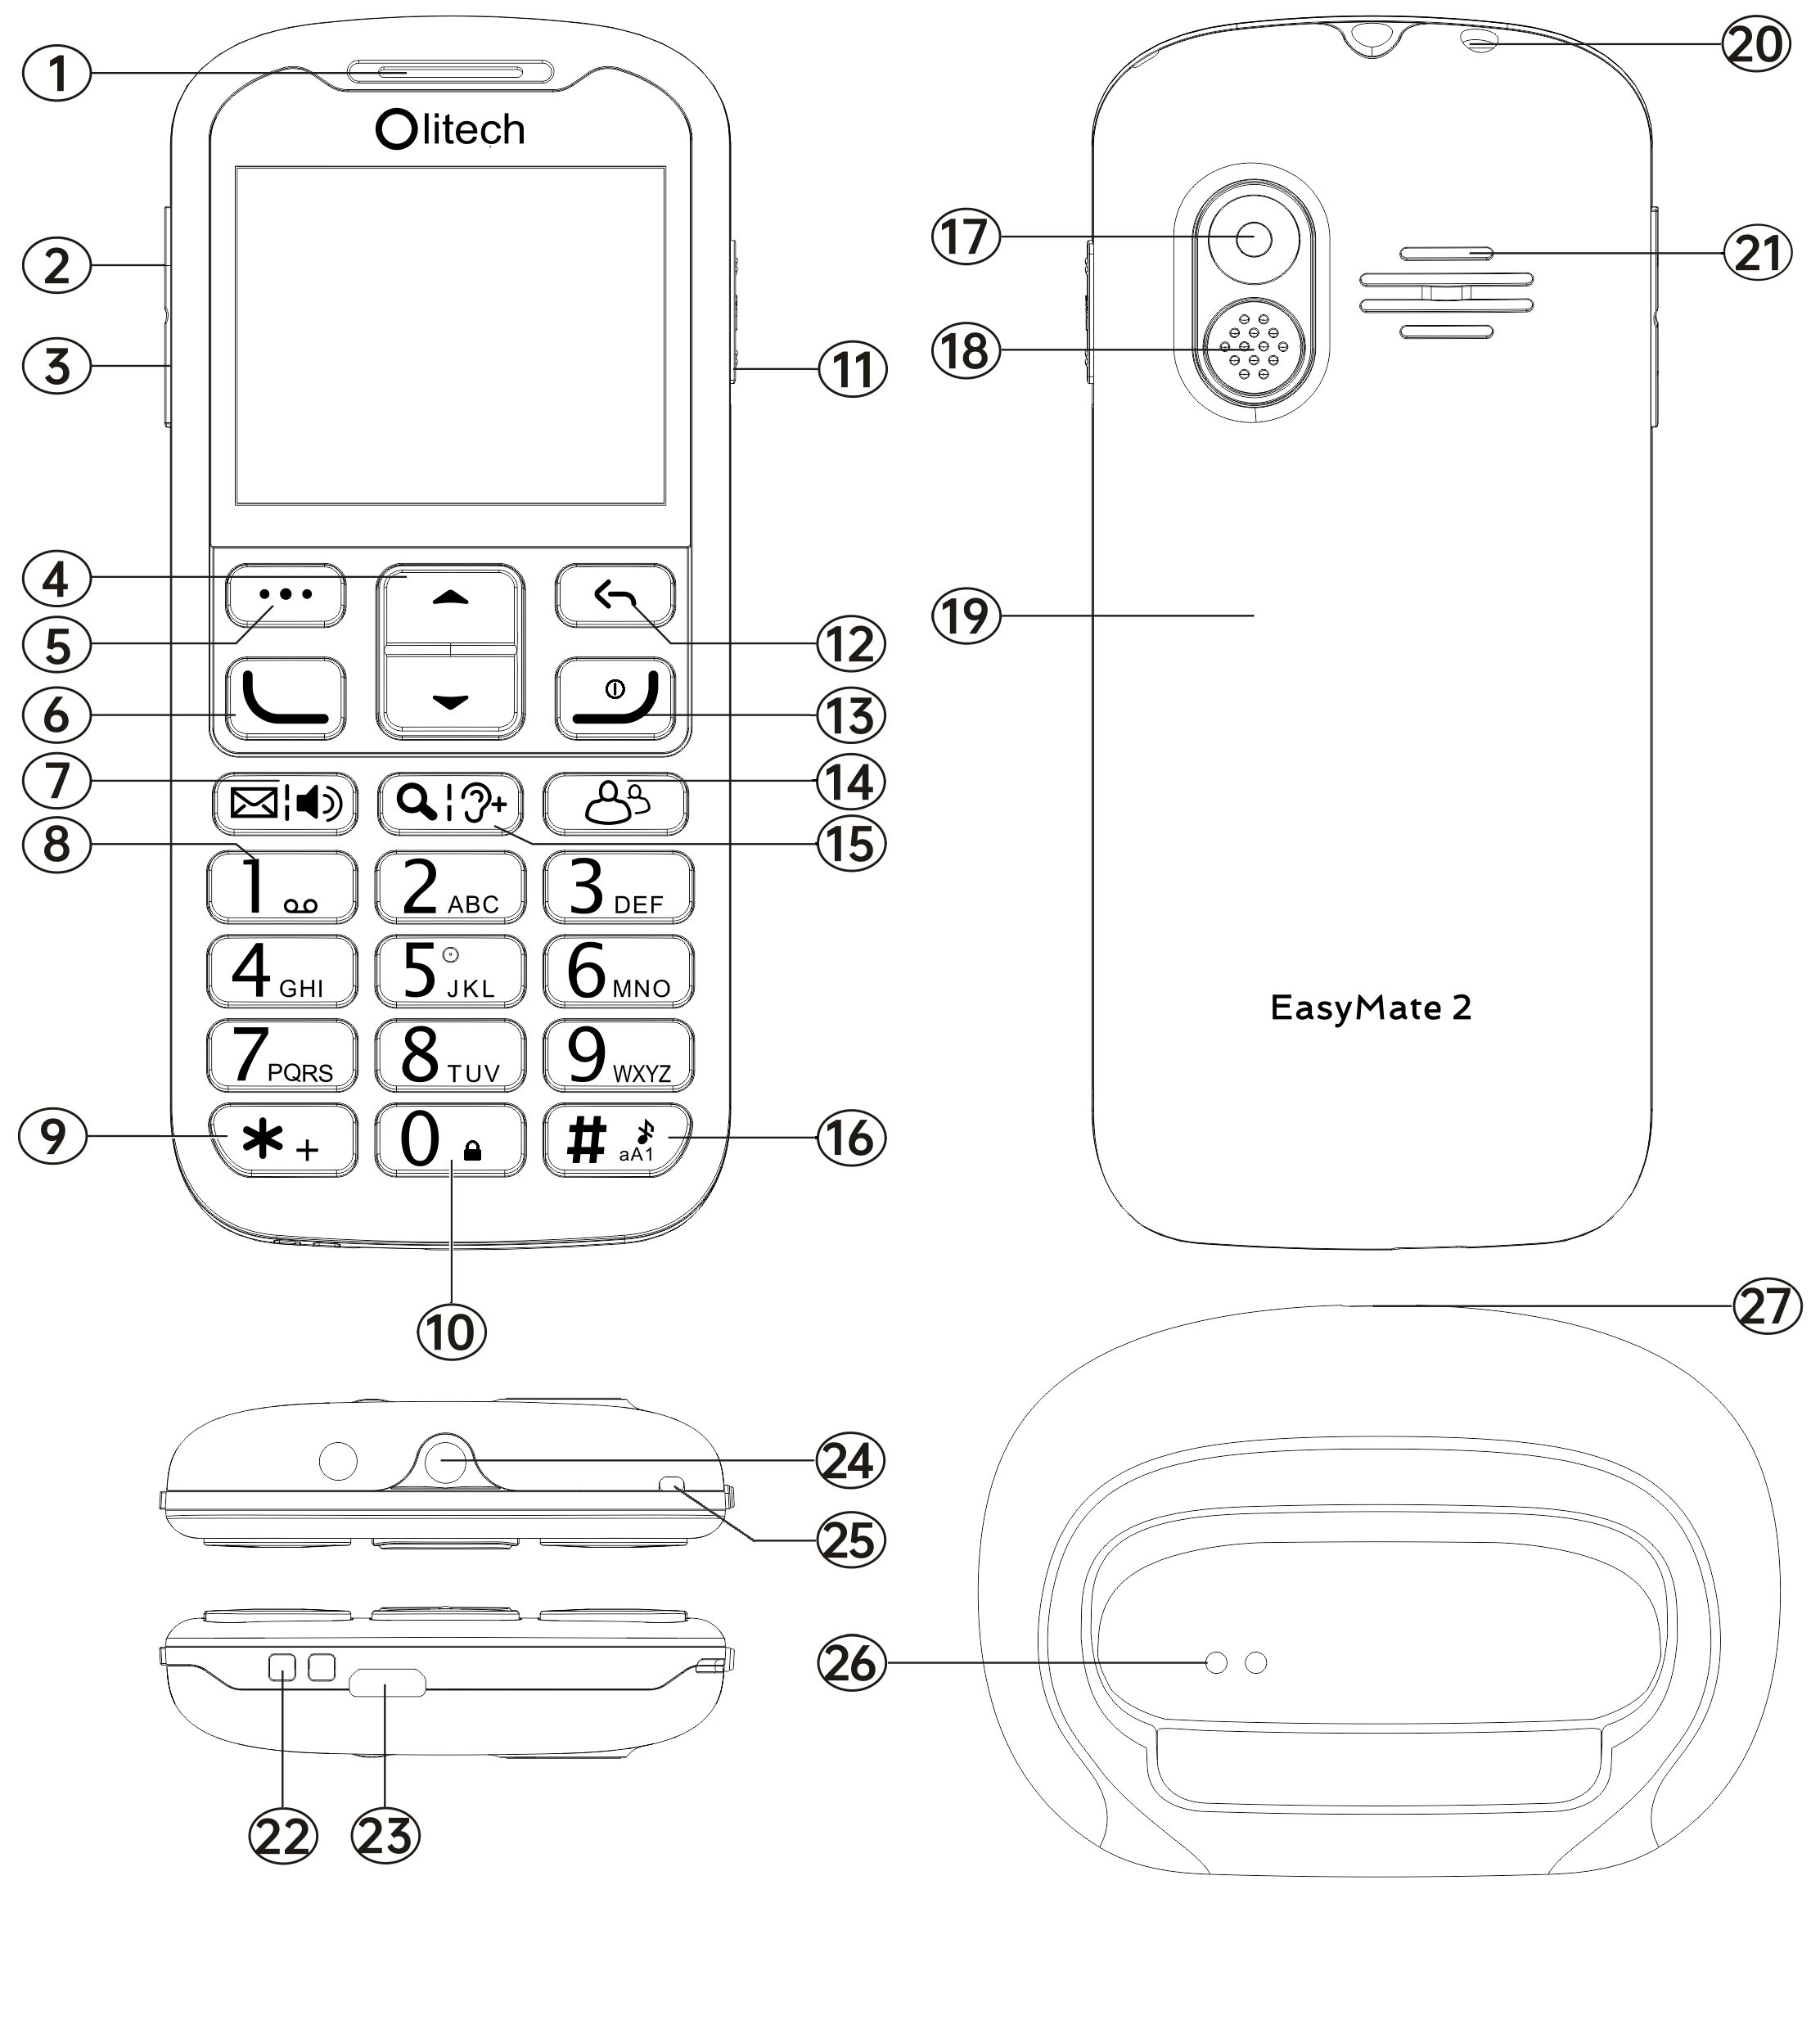 1
Olitech
2
3
11
4
5
12
6
13
7
14
8
15
1
2 ABC
3 DEF
4 GHI
5 JKL
6 MNO
7 PQRS
8 TUV
9 WXYZ
9
* +
0
# aA1
16
10
20
17
21
18
19
EasyMate 2
27
24
25
26
22
23